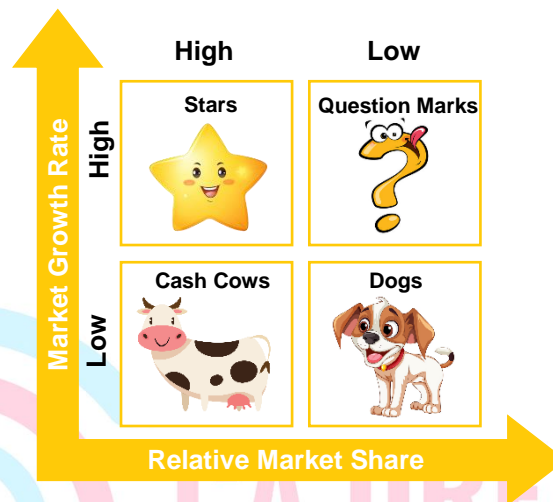 High
Low
Stars
Question Marks
High
Market Growth Rate
Cash Cows
Dogs
Low
Relative Market Share